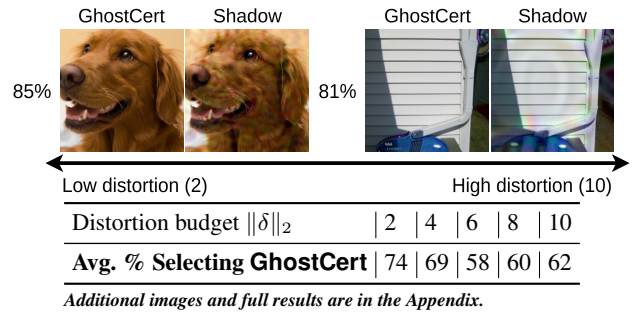 GhostCert Shadow GhostCert Shadow
85% 81%
Low distortion (2) High distortion (10)
Distortion budget ‖δ‖₂ | 2 | 4 | 6 | 8 | 10
Avg. % Selecting GhostCert | 74 | 69 | 58 | 60 | 62
Additional images and full results are in the Appendix.